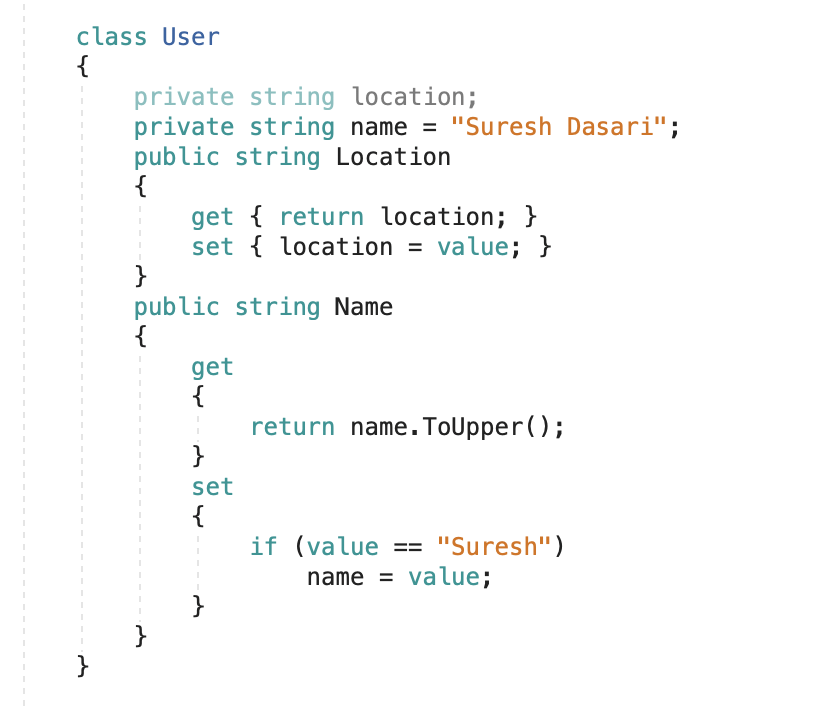 class User
{
    private string location;
    private string name = "Suresh Dasari";
    public string Location
    {
        get { return location; }
        set { location = value; }
    }
    public string Name
    {
        get
        {
            return name.ToUpper();
        }
        set
        {
            if (value == "Suresh")
                name = value;
        }
    }
}